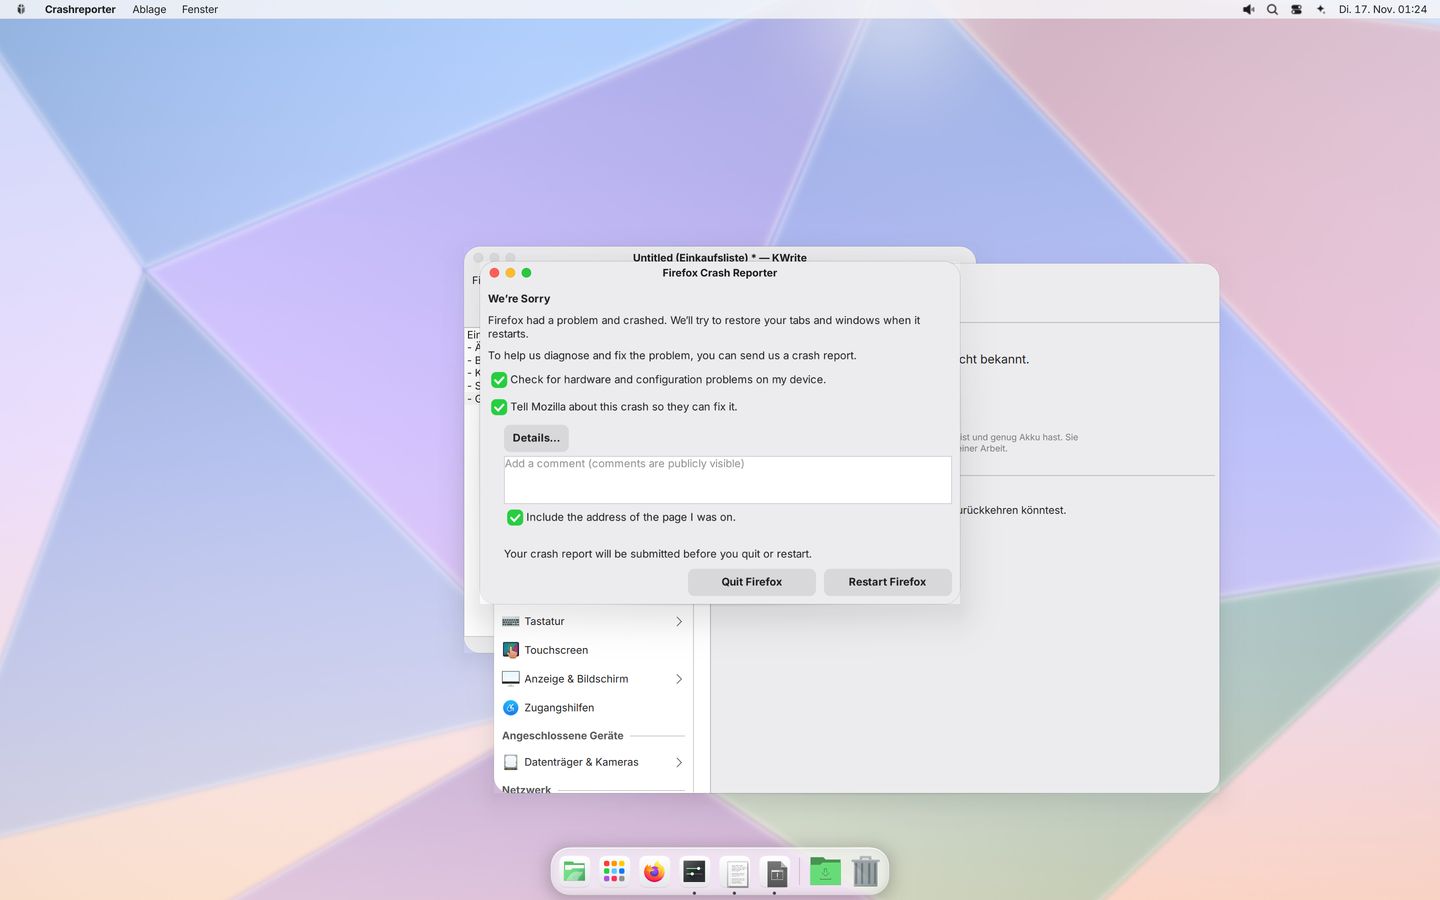 Crashreporter Ablage Fenster
Di. 17. Nov. 01:24
Untitled (Einkaufsliste) * — KWrite
Firefox Crash Reporter
We're Sorry
Firefox had a problem and crashed. We'll try to restore your tabs and windows when it
restarts.
To help us diagnose and fix the problem, you can send us a crash report.
Check for hardware and configuration problems on my device.
Tell Mozilla about this crash so they can fix it.
Details...
Add a comment (comments are publicly visible)
Include the address of the page I was on.
Your crash report will be submitted before you quit or restart.
Quit Firefox
Restart Firefox
bekannt.
ist und genug Akku hast. Sie
Arbeit.
könntest.
Tastatur
Touchscreen
Anzeige & Bildschirm
Zugangshilfen
Angeschlossene Geräte
Datenträger & Kameras
Netzwerk